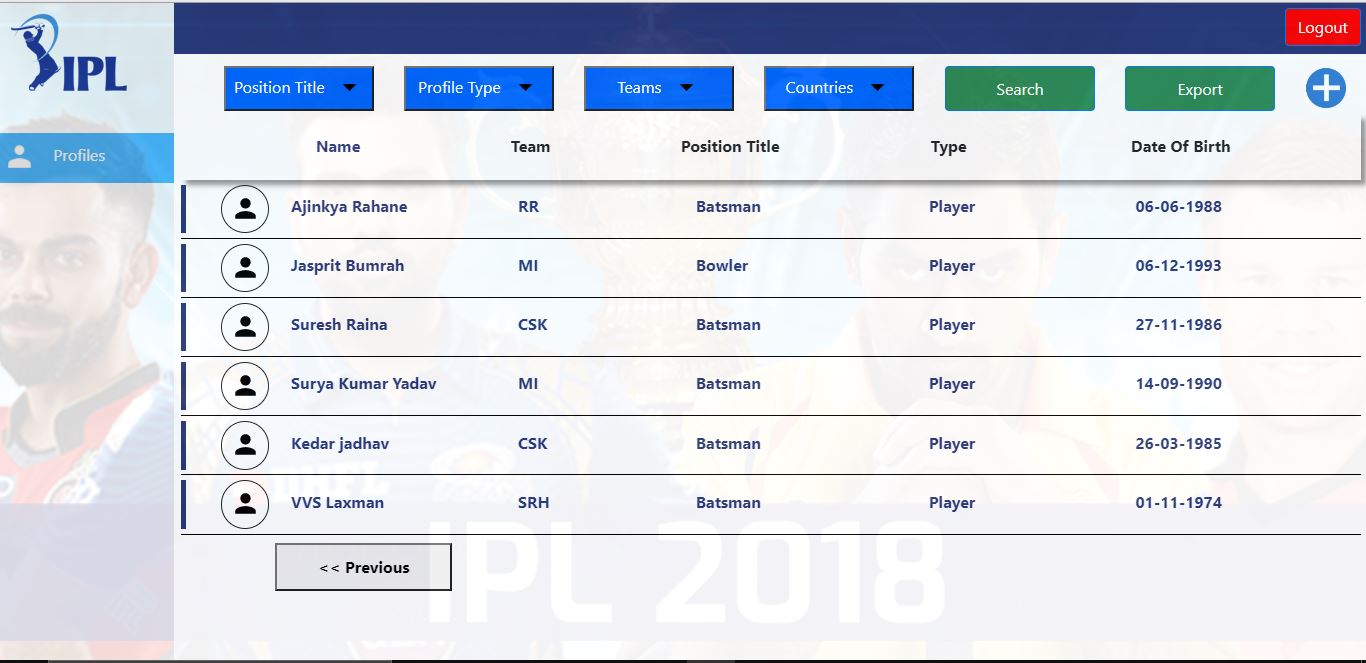 IPL
Logout
Position Title Profile Type Teams Countries Search Export
Profiles
Name Team Position Title Type Date Of Birth
Ajinkya Rahane RR Batsman Player 06-06-1988
Jasprit Bumrah MI Bowler Player 06-12-1993
Suresh Raina CSK Batsman Player 27-11-1986
Surya Kumar Yadav MI Batsman Player 14-09-1990
Kedar jadhav CSK Batsman Player 26-03-1985
VVS Laxman SRH Batsman Player 01-11-1974
IPL 2018
<< Previous